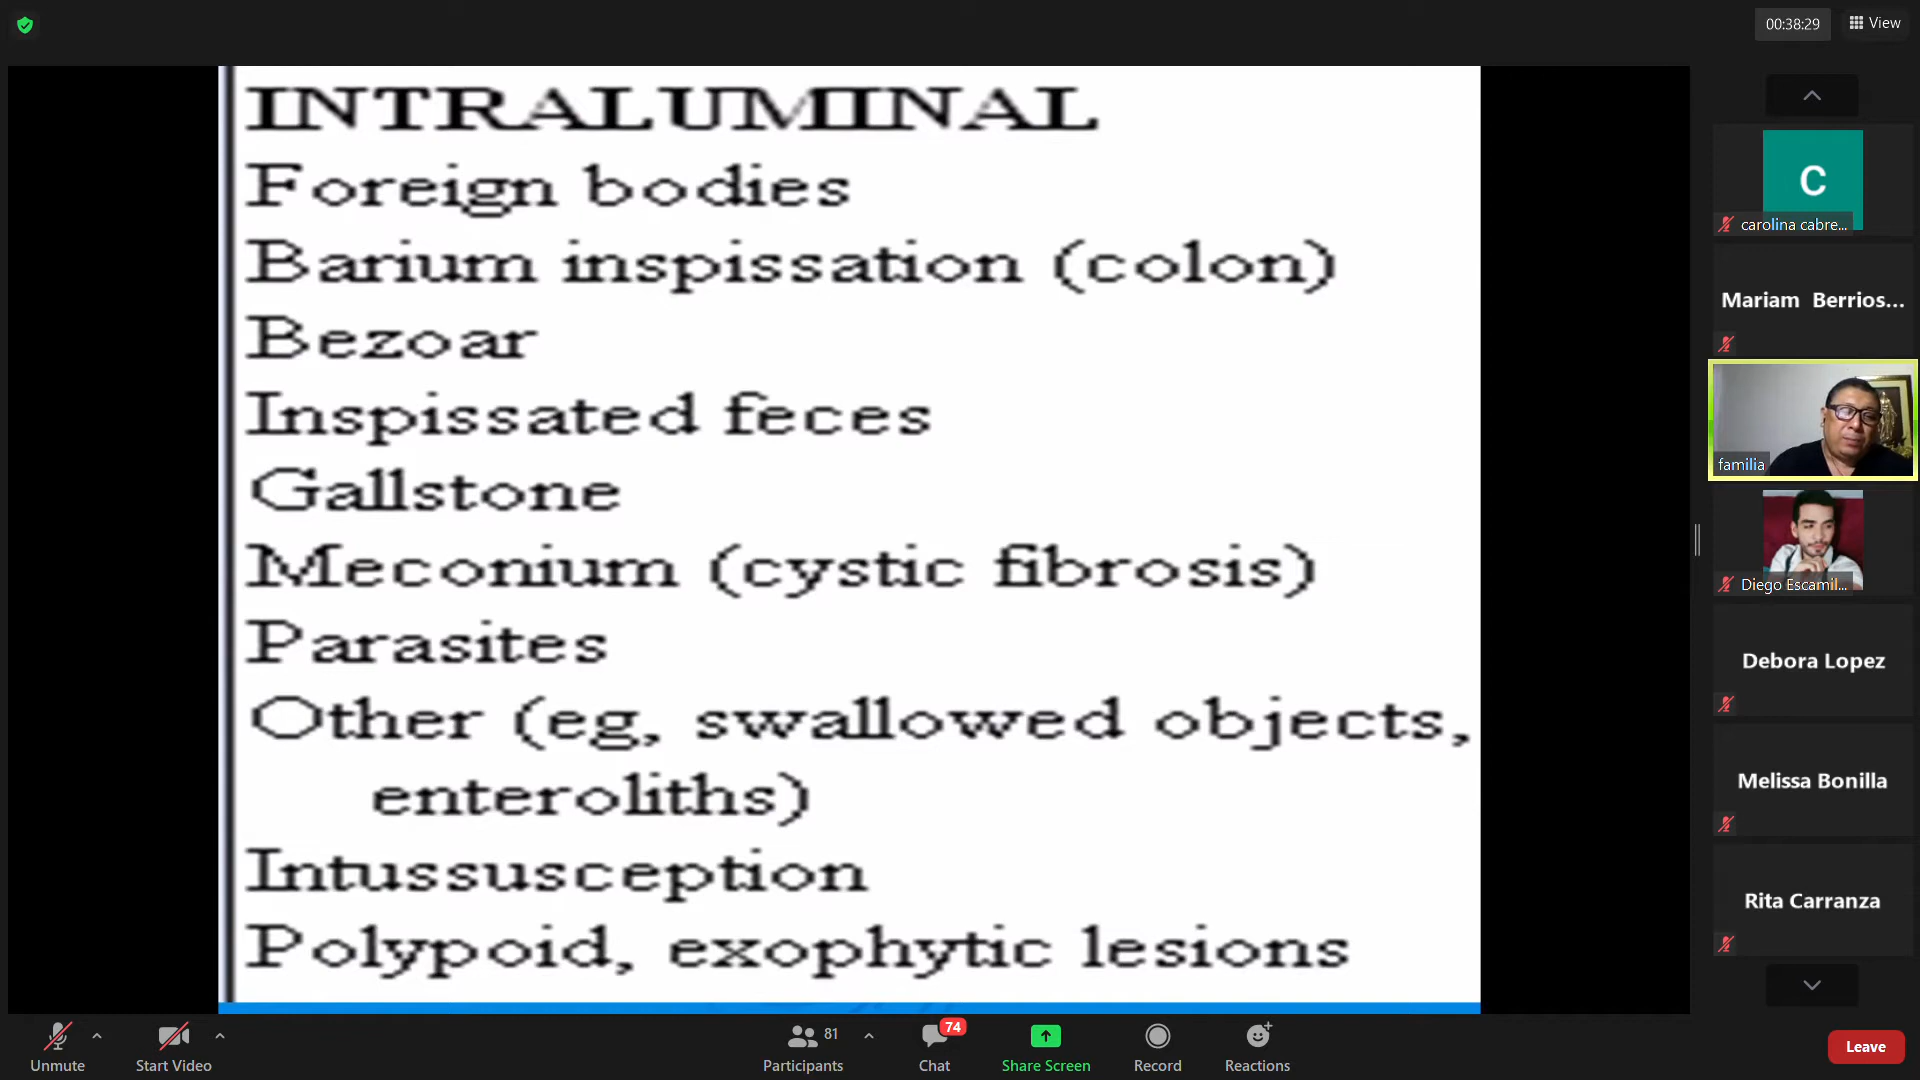 00:38:29
View
INTRALUMINAL
Foreign bodies
Barium inspissation (colon)
Bezoar
Inspissated feces
Gallstone
Meconium (cystic fibrosis)
Parasites
Other (eg, swallowed objects,
enteroliths)
Intussusception
Polypoid, exophytic lesions
C
carolina cabre...
Mariam Berrios...
familia
Diego Escamil...
Debora Lopez
Melissa Bonilla
Rita Carranza
Unmute
Start Video
81
Participants
74
Chat
Share Screen
Record
Reactions
Leave